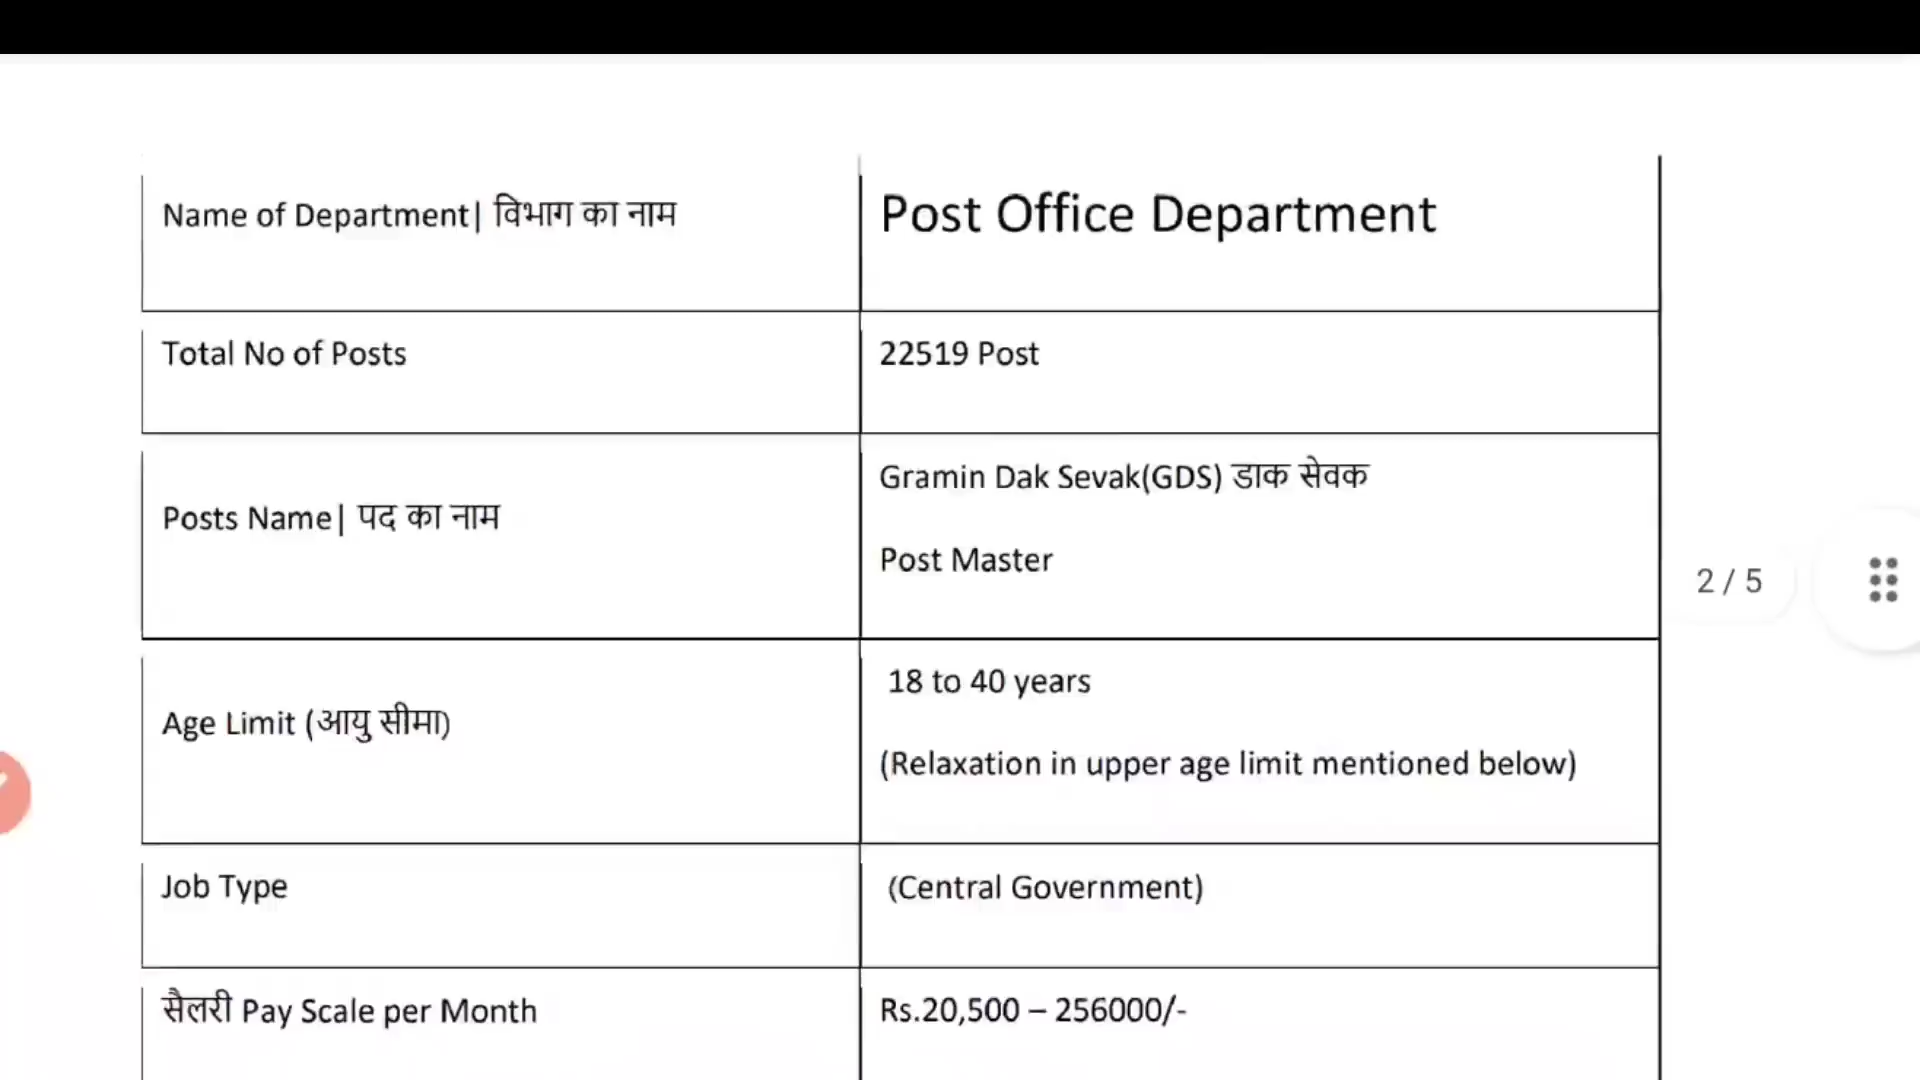 Name of Department| विभाग का नाम
Post Office Department
Total No of Posts
22519 Post
Posts Name| पद का नाम
Gramin Dak Sevak(GDS) डाक सेवक
Post Master
Age Limit (आयु सीमा)
18 to 40 years
(Relaxation in upper age limit mentioned below)
Job Type
(Central Government)
सैलरी Pay Scale per Month
Rs.20,500 – 256000/-
2 / 5